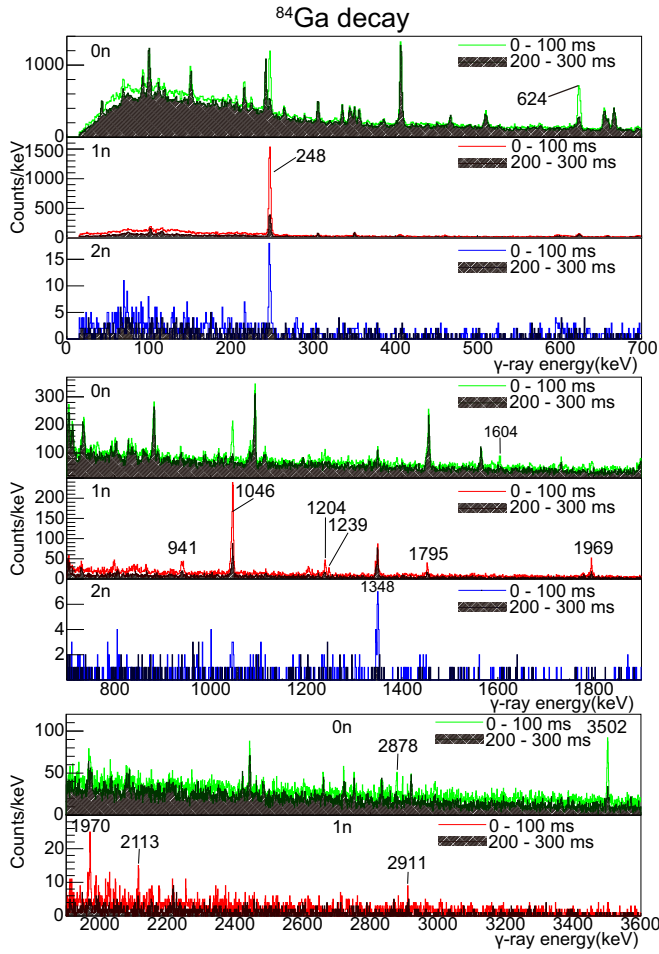 ⁸⁴Ga decay
0n
0 - 100 ms
200 - 300 ms
624
1000
500
0
1n
0 - 100 ms
200 - 300 ms
248
1500
1000
500
0
Counts/keV
2n
0 - 100 ms
200 - 300 ms
15
10
5
0
0 100 200 300 400 500 600 700
γ-ray energy(keV)
0n
0 - 100 ms
200 - 300 ms
1604
300
200
100
0
1n
0 - 100 ms
200 - 300 ms
941
1046
1204
1239
1348
1795
1969
200
150
100
50
0
Counts/keV
2n
0 - 100 ms
200 - 300 ms
6
4
2
800 1000 1200 1400 1600 1800
γ-ray energy(keV)
0n
0 - 100 ms
200 - 300 ms
2878
3502
100
50
0
Counts/keV
1n
0 - 100 ms
200 - 300 ms
1970
2113
2911
20
10
0
2000 2200 2400 2600 2800 3000 3200 3400 3600
γ-ray energy(keV)